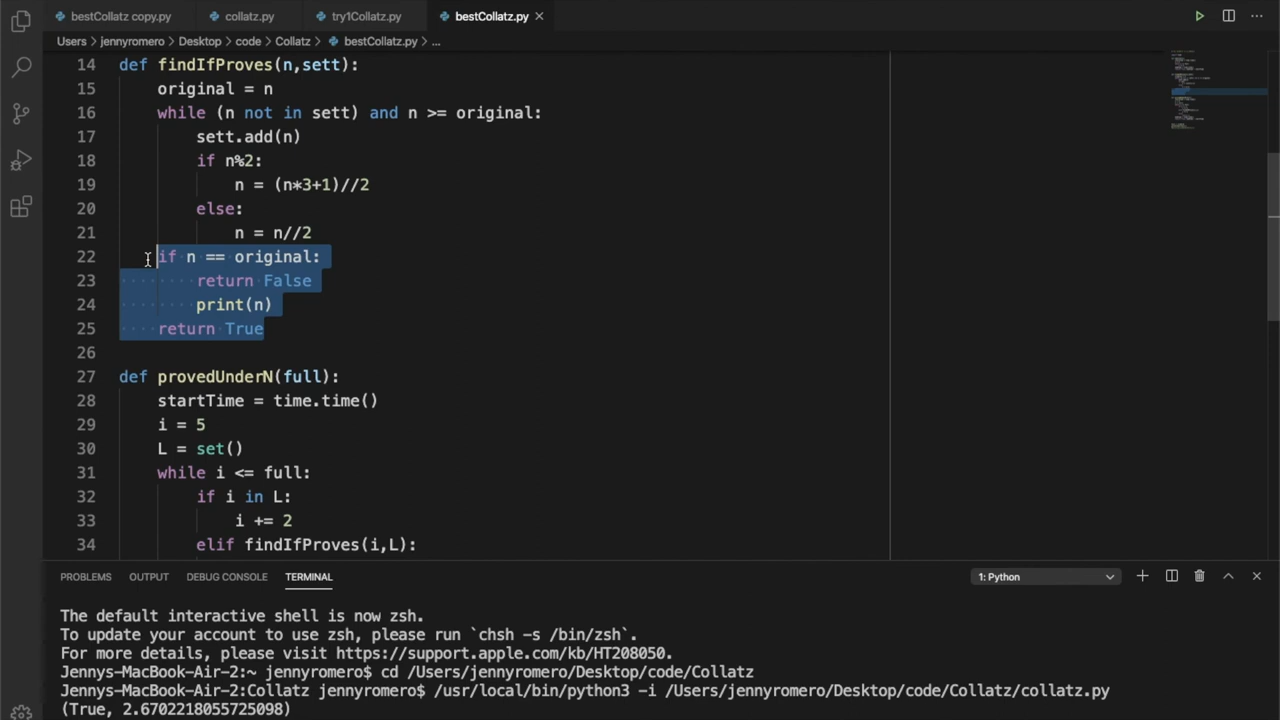 bestCollatz copy.py collatz.py try1Collatz.py bestCollatz.py
Users > jennyromero > Desktop > code > Collatz > bestCollatz.py > ...
14 def findIfProves(n,sett):
15 original = n
16 while (n not in sett) and n >= original:
17 sett.add(n)
18 if n%2:
19 n = (n*3+1)//2
20 else:
21 n = n//2
22 if n == original:
23 return False
24 print(n)
25 return True
26
27 def provedUnderN(full):
28 startTime = time.time()
29 i = 5
30 L = set()
31 while i <= full:
32 if i in L:
33 i += 2
34 elif findIfProves(i,L):
PROBLEMS OUTPUT DEBUG CONSOLE TERMINAL 1: Python
The default interactive shell is now zsh.
To update your account to use zsh, please run `chsh -s /bin/zsh`.
For more details, please visit https://support.apple.com/kb/HT208050.
Jennys-MacBook-Air-2:~ jennyromero$ cd /Users/jennyromero/Desktop/code/Collatz
Jennys-MacBook-Air-2:Collatz jennyromero$ /usr/local/bin/python3 -i /Users/jennyromero/Desktop/code/Collatz/collatz.py
(True, 2.6702218055725098)